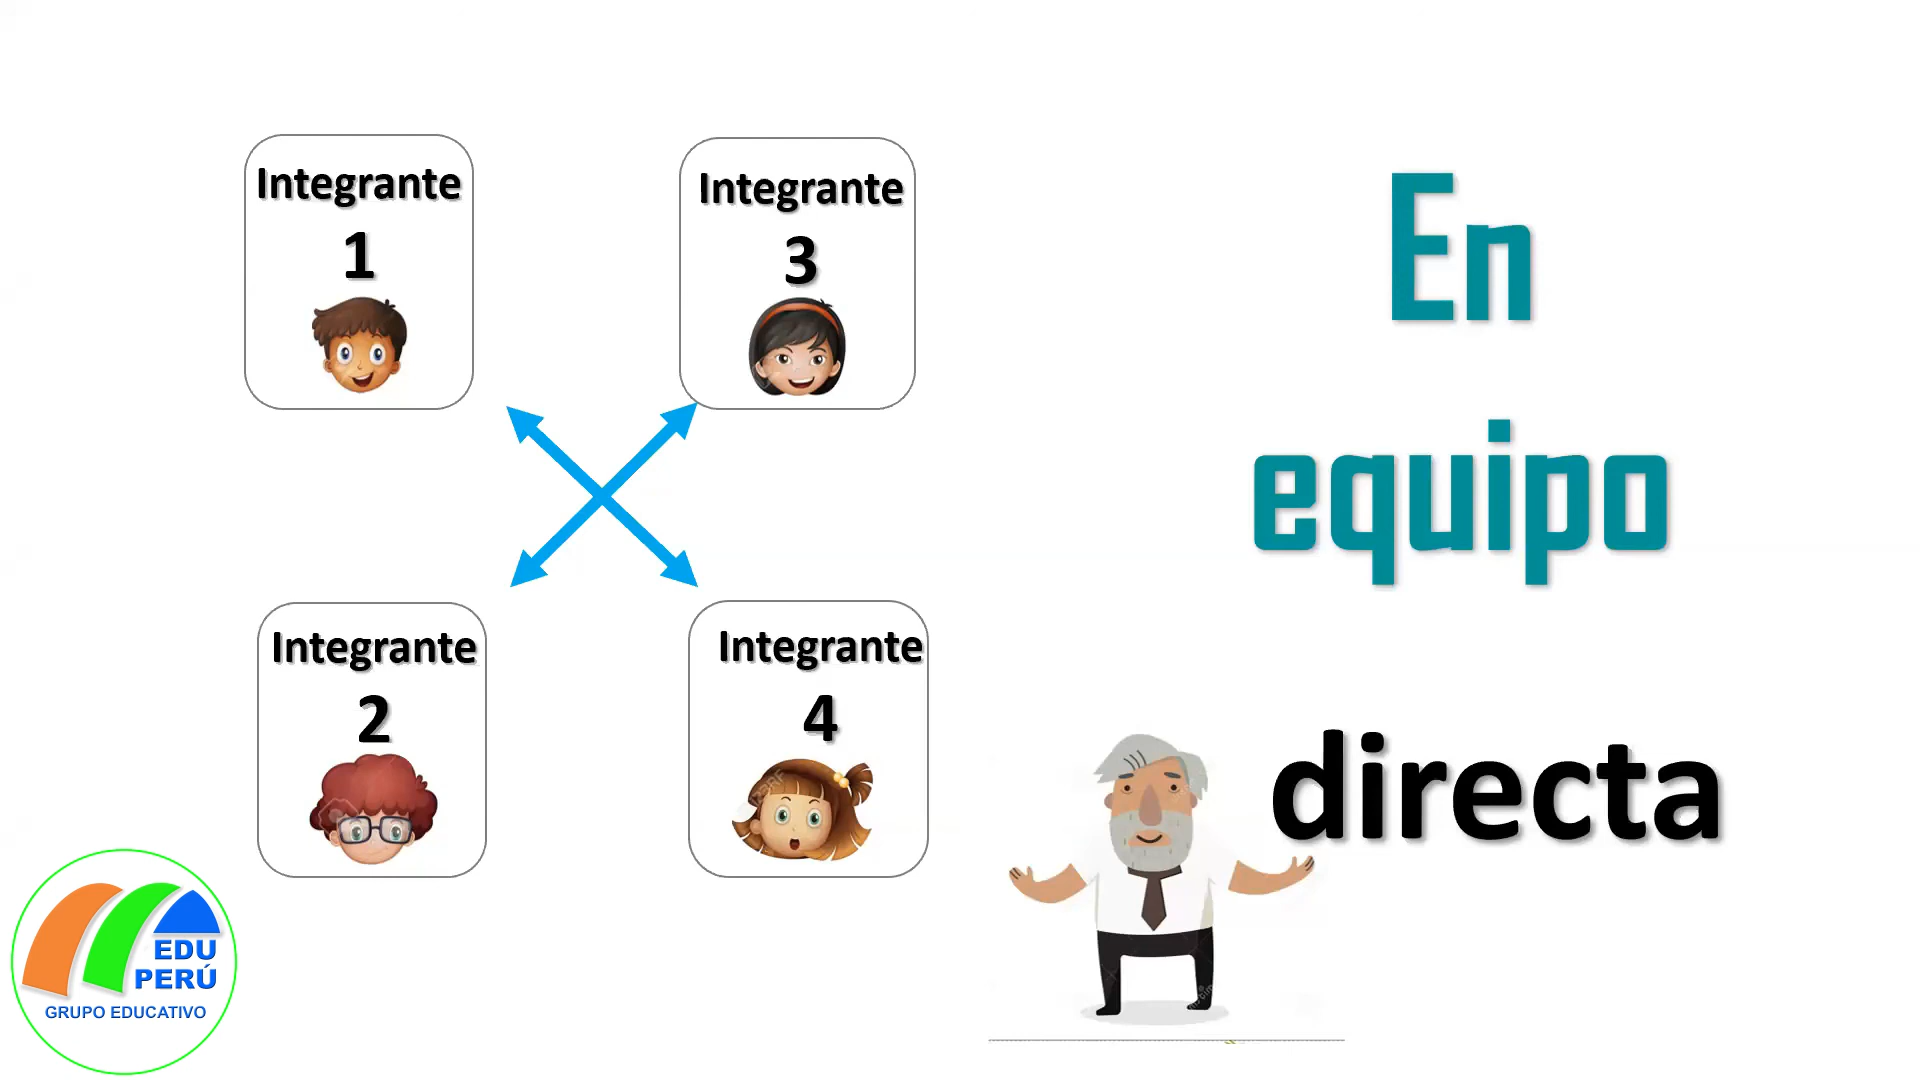 Integrante
1
Integrante
3
Integrante
2
Integrante
4
En
equipo
directa
EDU
PERÚ
GRUPO EDUCATIVO